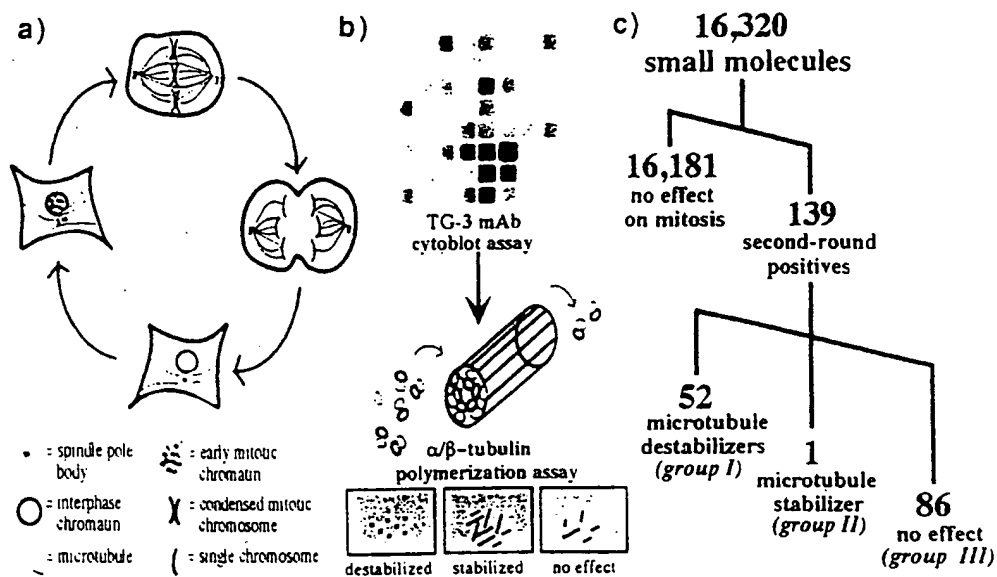 a)
= spindle pole
body
= interphase
chromatin
= microtubule
= early mitotic
chromatin
= condensed mitotic
chromosome
= single chromosome
b)
TG-3 mAb
cytoblot assay
α/β-tubulin
polymerization assay
destabilized stabilized no effect
c)
16,320
small molecules
16,181
no effect
on mitosis
139
second-round
positives
52
microtubule
destabilizers
(group I)
1
microtubule
stabilizer
(group II)
86
no effect
(group III)